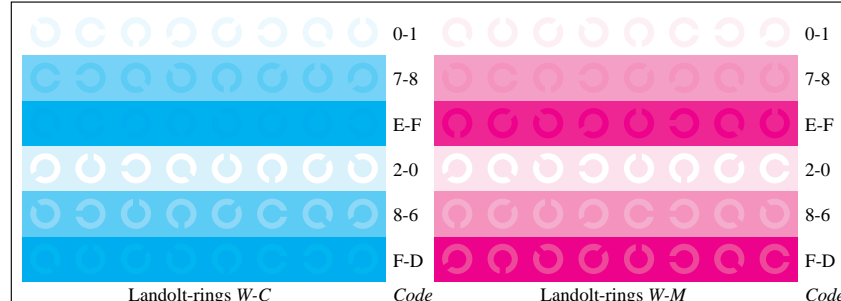 0-1 0-1
7-8 7-8
E-F E-F
2-0 2-0
8-6 8-6
F-D F-D
Landolt-rings W-C Code Landolt-rings W-M Code